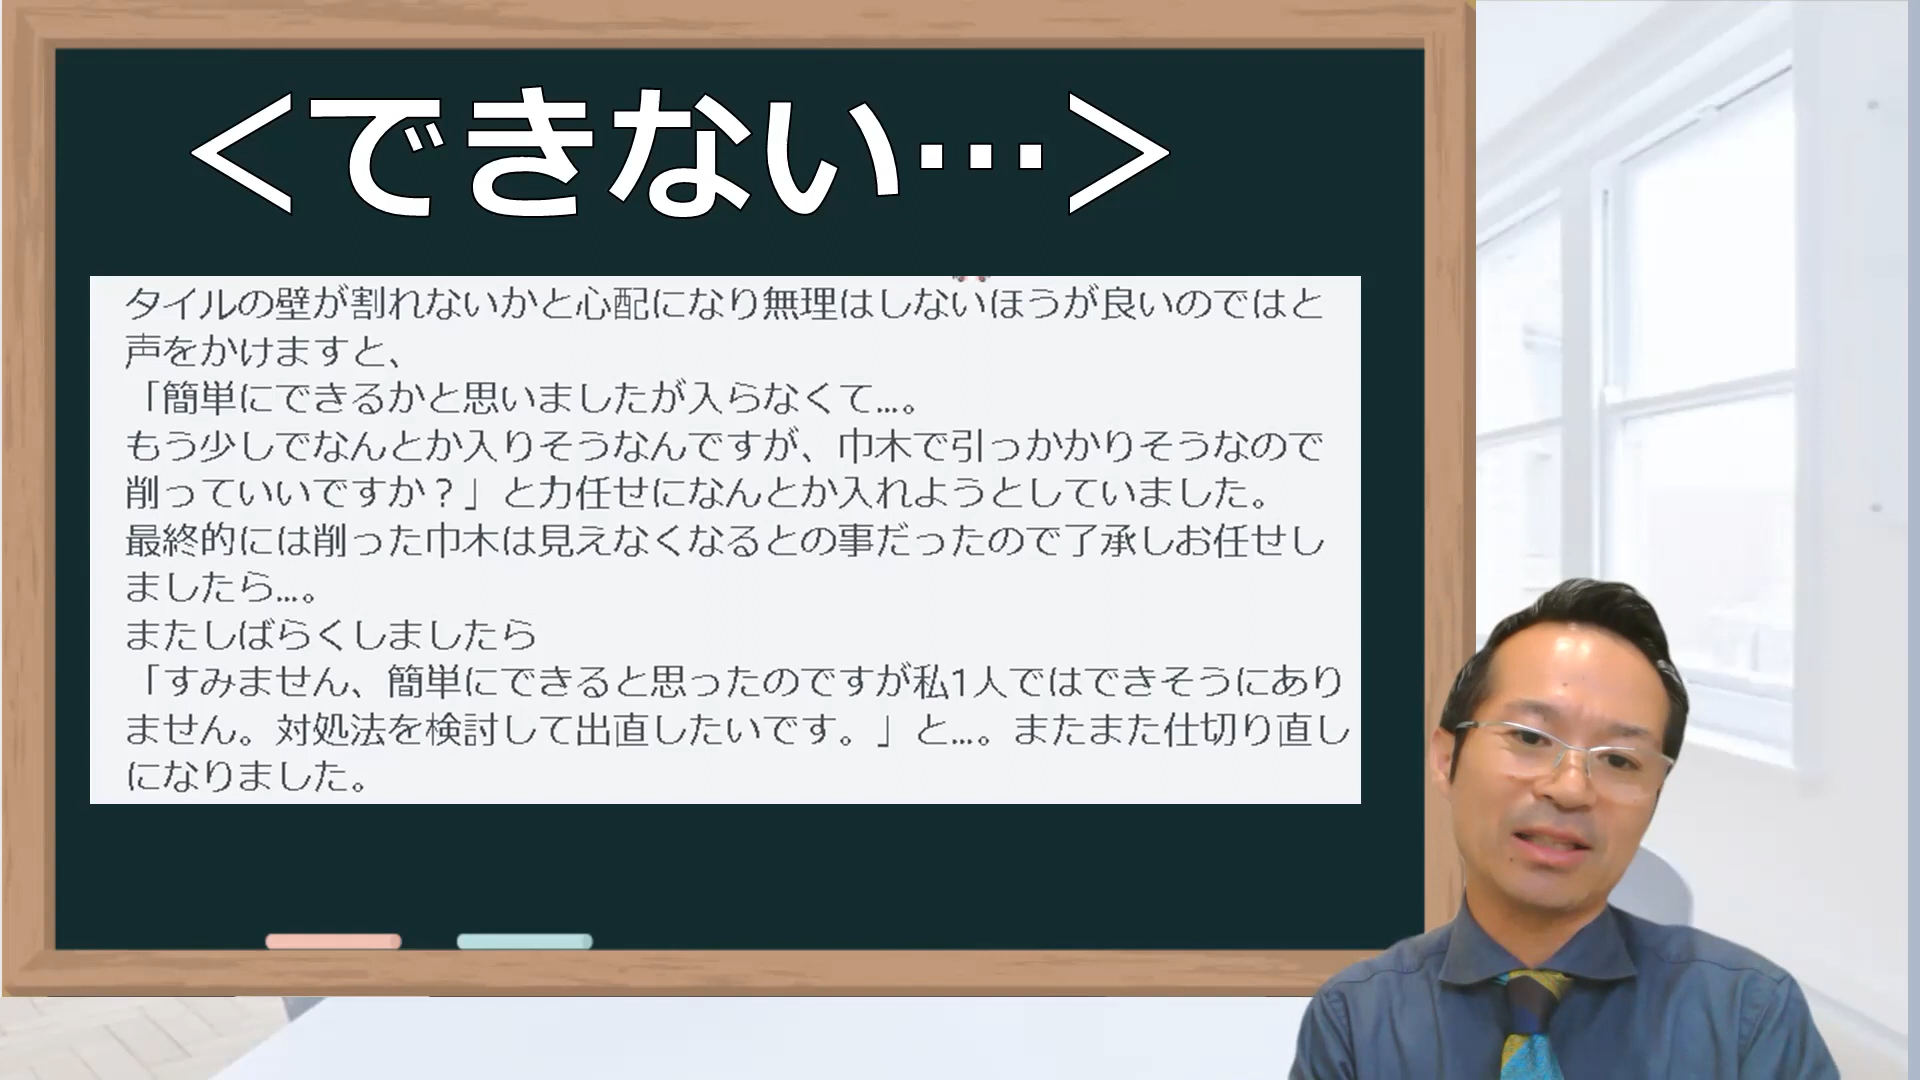 ＜できない…＞
タイルの壁が割れないかと心配になり無理はしないほうが良いのではと
声をかけますと、
「簡単にできるかと思いましたが入らなくて…。
もう少しでなんとか入りそうなんですが、巾木で引っかかりそうなので
削っていいですか？」と力任せになんとか入れようとしていました。
最終的には削った巾木は見えなくなるとの事だったので了承しお任せし
ましたら…。
またしばらくしましたら
「すみません、簡単にできると思ったのですが私1人ではできそうにあり
ません。対処法を検討して出直したいです。」と…。またまた仕切り直し
になりました。